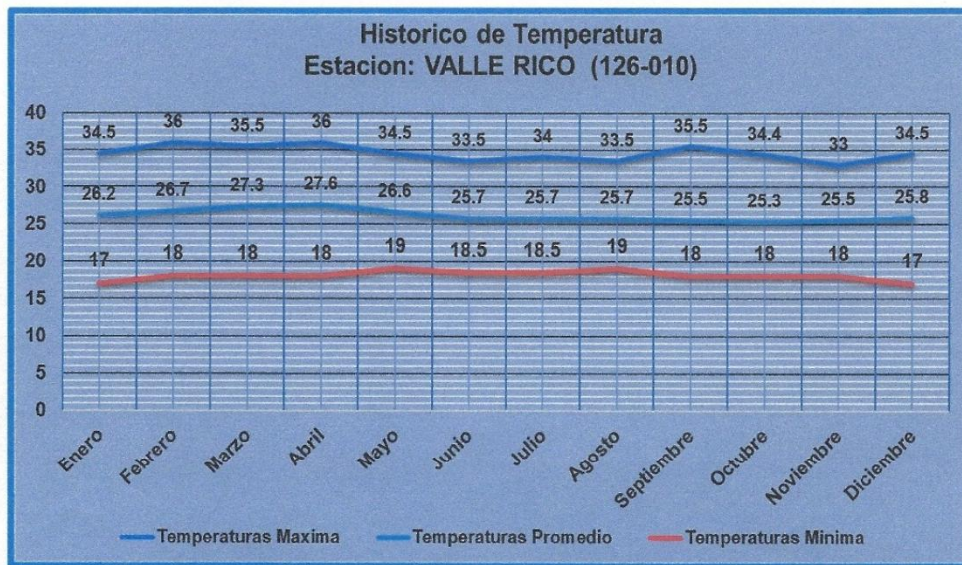 Historico de Temperatura
Estacion: VALLE RICO (126-010)
40
35
30
25
20
15
10
5
0
34.5 36 35.5 36 34.5 33.5 34 33.5 35.5 34.4 33 34.5
26.2 26.7 27.3 27.6 26.6 25.7 25.7 25.7 25.5 25.3 25.5 25.8
17 18 18 18 19 18.5 18.5 19 18 18 18 17
Enero Febrero Marzo Abril Mayo Junio Julio Agosto Septiembre Octubre Noviembre Diciembre
Temperaturas Maxima Temperaturas Promedio Temperaturas Minima